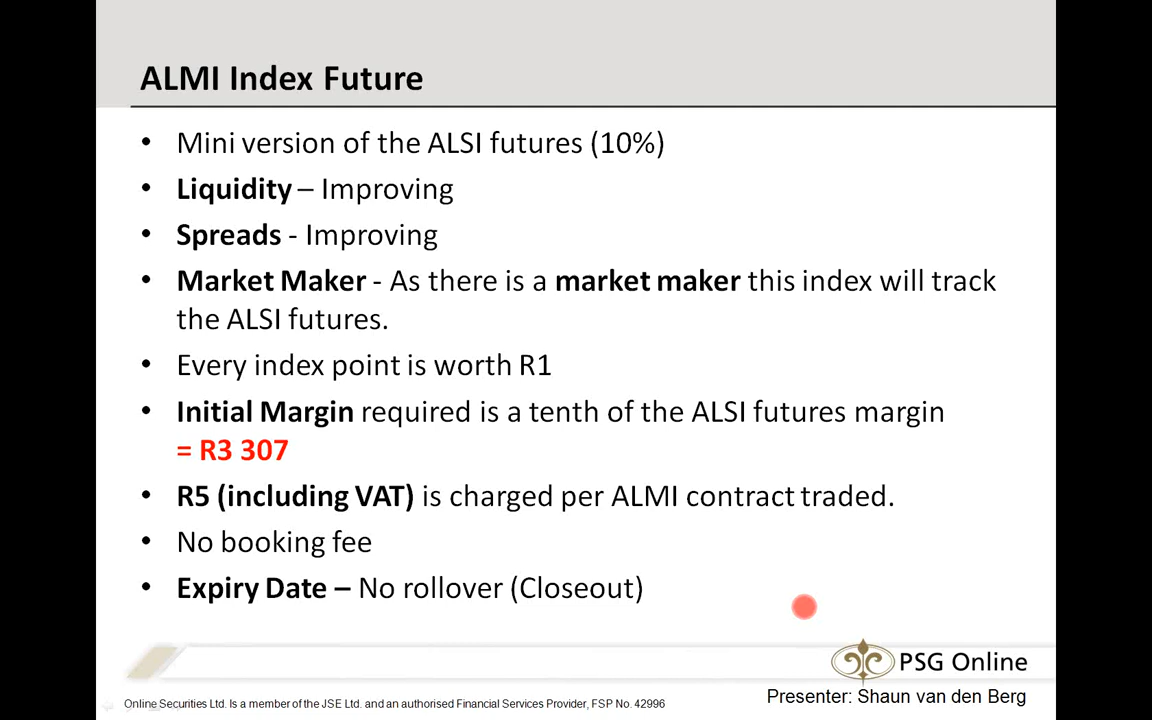 ALMI Index Future
• Mini version of the ALSI futures (10%)
• Liquidity – Improving
• Spreads - Improving
• Market Maker - As there is a market maker this index will track
the ALSI futures.
• Every index point is worth R1
• Initial Margin required is a tenth of the ALSI futures margin
= R3 307
• R5 (including VAT) is charged per ALMI contract traded.
• No booking fee
• Expiry Date – No rollover (Closeout)
PSG Online
Presenter: Shaun van den Berg
Online Securities Ltd. Is a member of the JSE Ltd. and an authorised Financial Services Provider, FSP No. 42996